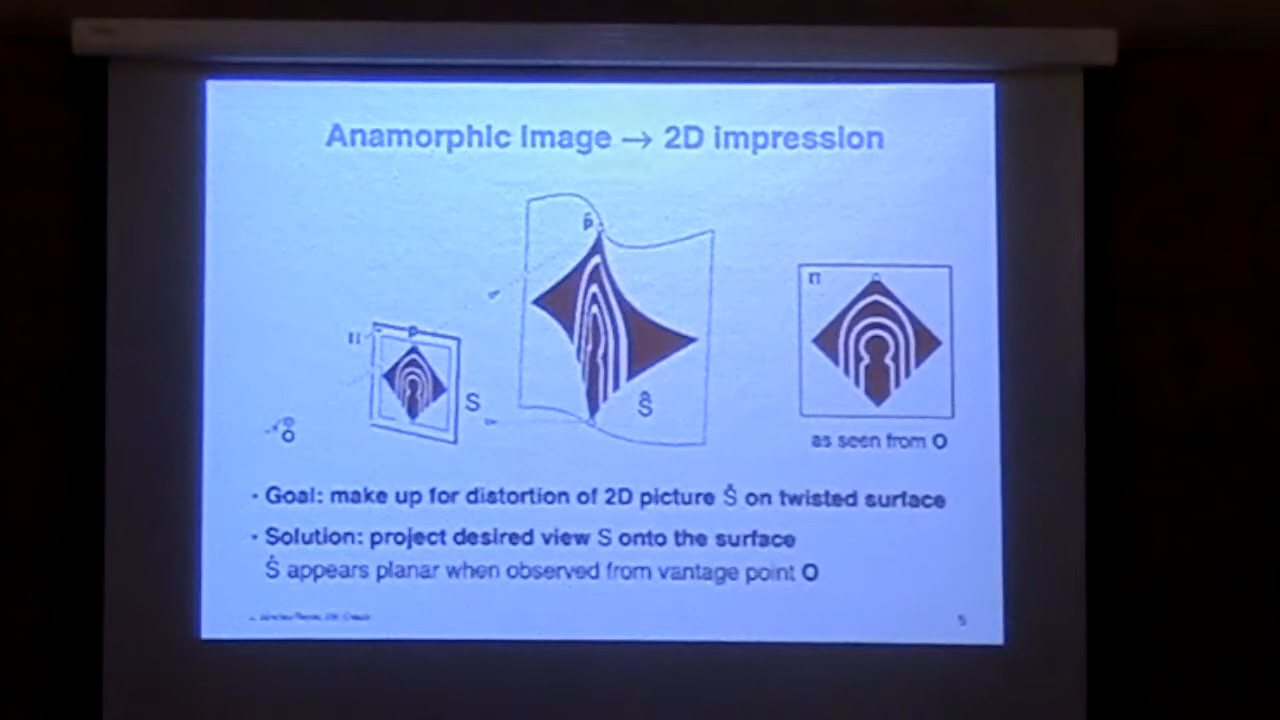 Anamorphic image → 2D impression
p̂
Π
p
S
Ŝ
O
Π
as seen from O
· Goal: make up for distortion of 2D picture Ŝ on twisted surface
· Solution: project desired view S onto the surface
Ŝ appears planar when observed from vantage point O
5